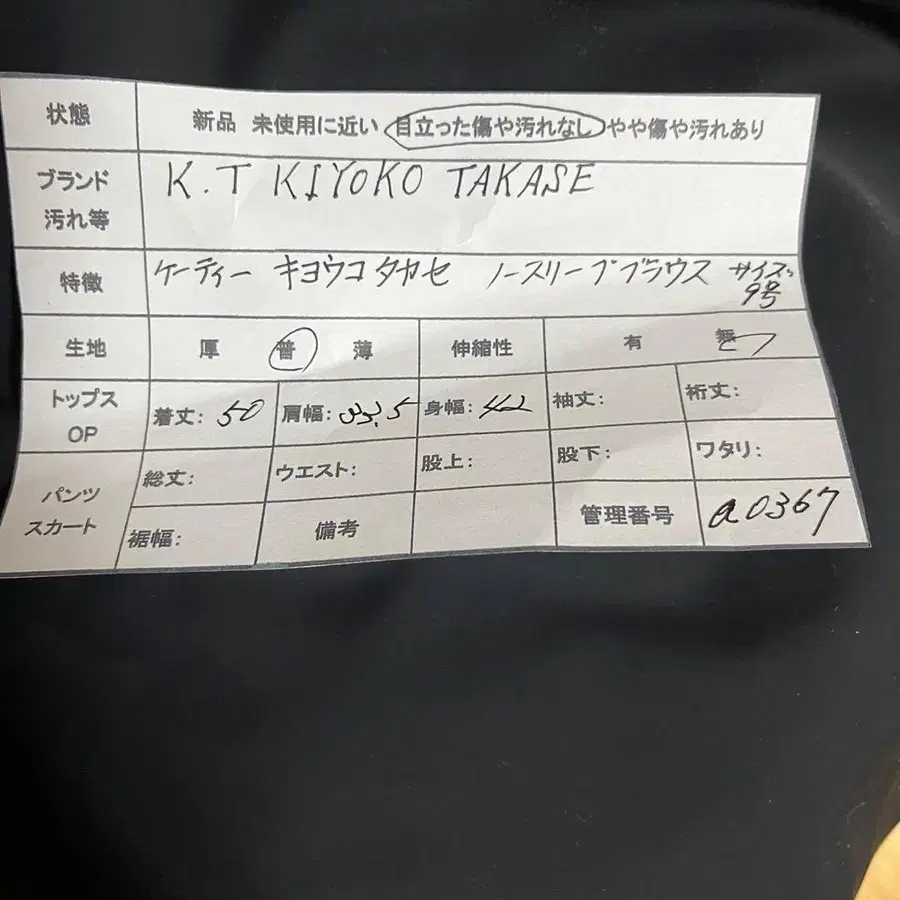 状態 新品 未使用に近い 目立った傷や汚れなし やや傷や汚れあり
ブランド K.T KIYOKO TAKASE
汚れ等
特徴 ケーティー キヨウコタカセ ノースリーブブラウス サイズ:
9号
生地 厚 普 薄 伸縮性 有 無
トップス 着丈: 50 肩幅: 33.5 身幅: 42 袖丈: 裄丈:
OP
パンツ 総丈: ウエスト: 股上: 股下: ワタリ:
スカート 裾幅: 備考 管理番号 a0367